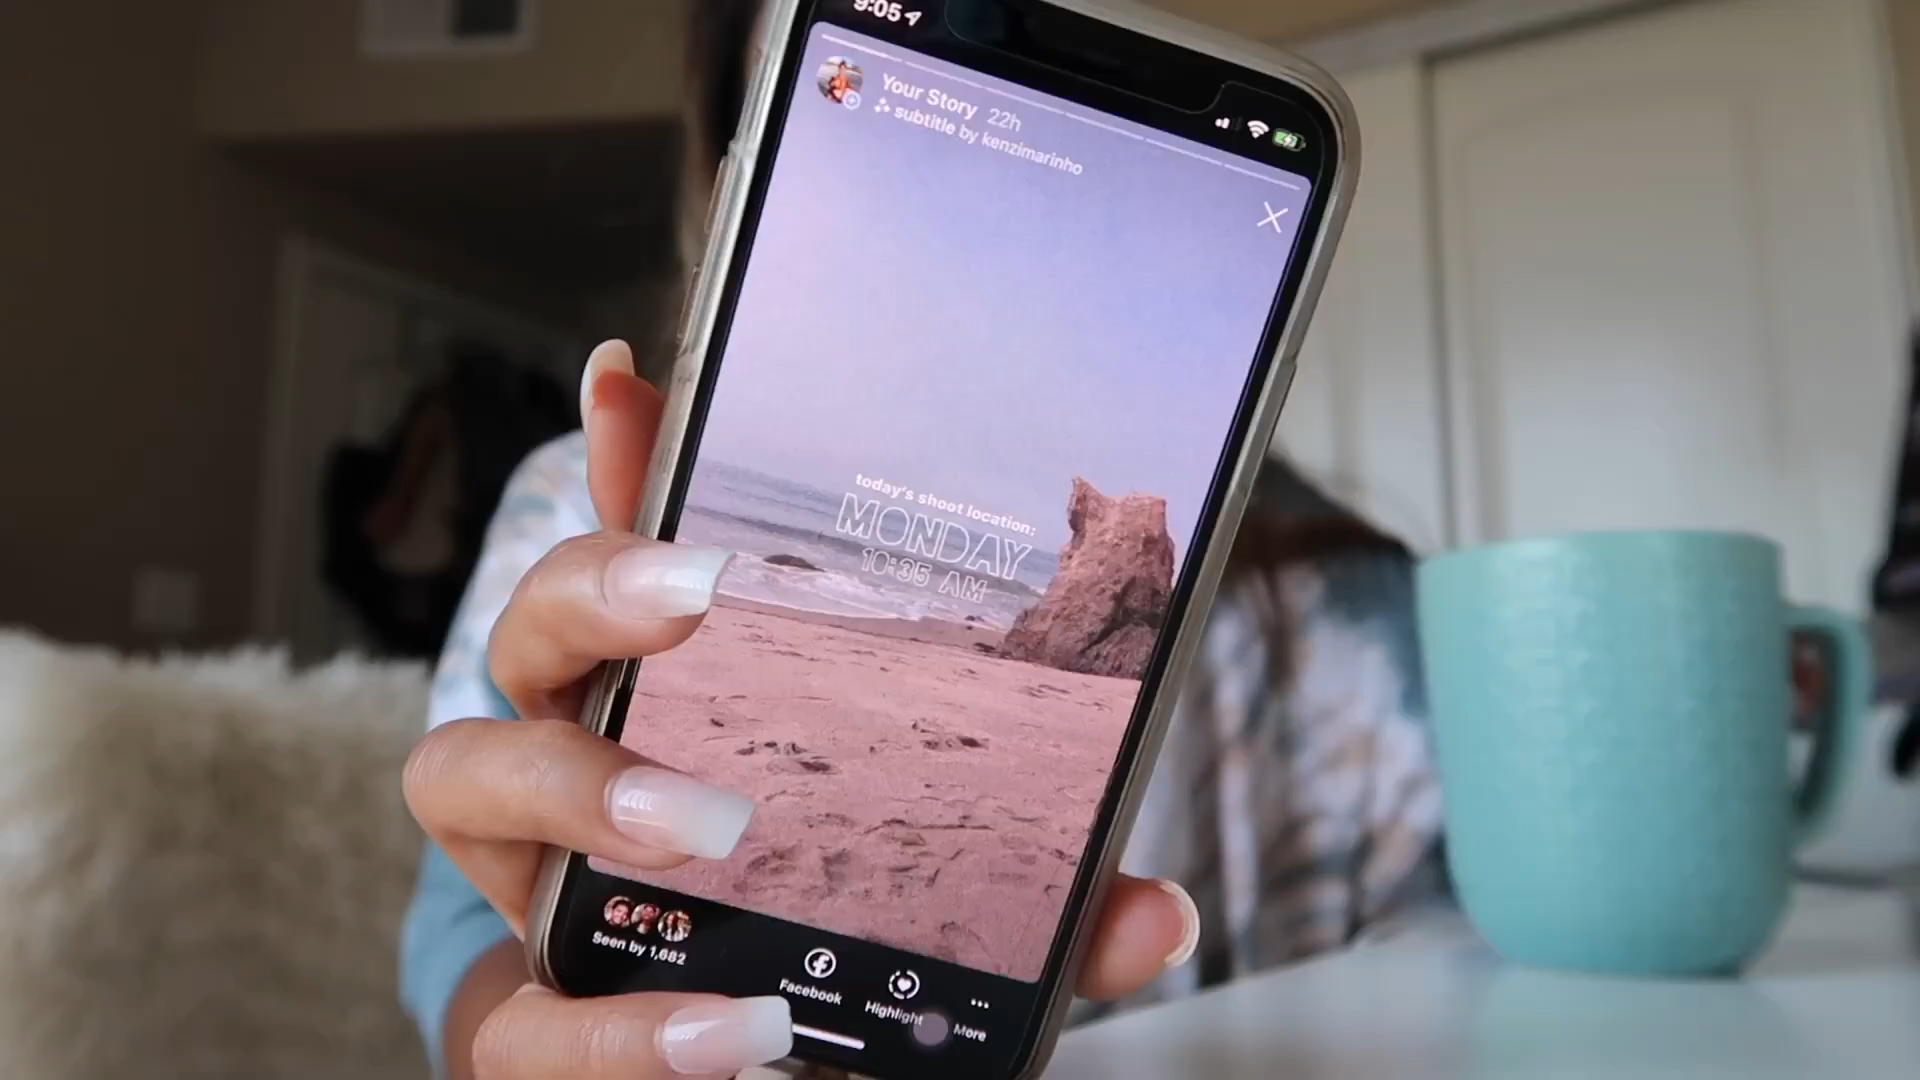 9:05
Your Story 22h
subtitle by kenzimarinho
today's shoot location:
MONDAY
10:35 AM
Seen by 1,682
Facebook
Highlight
More